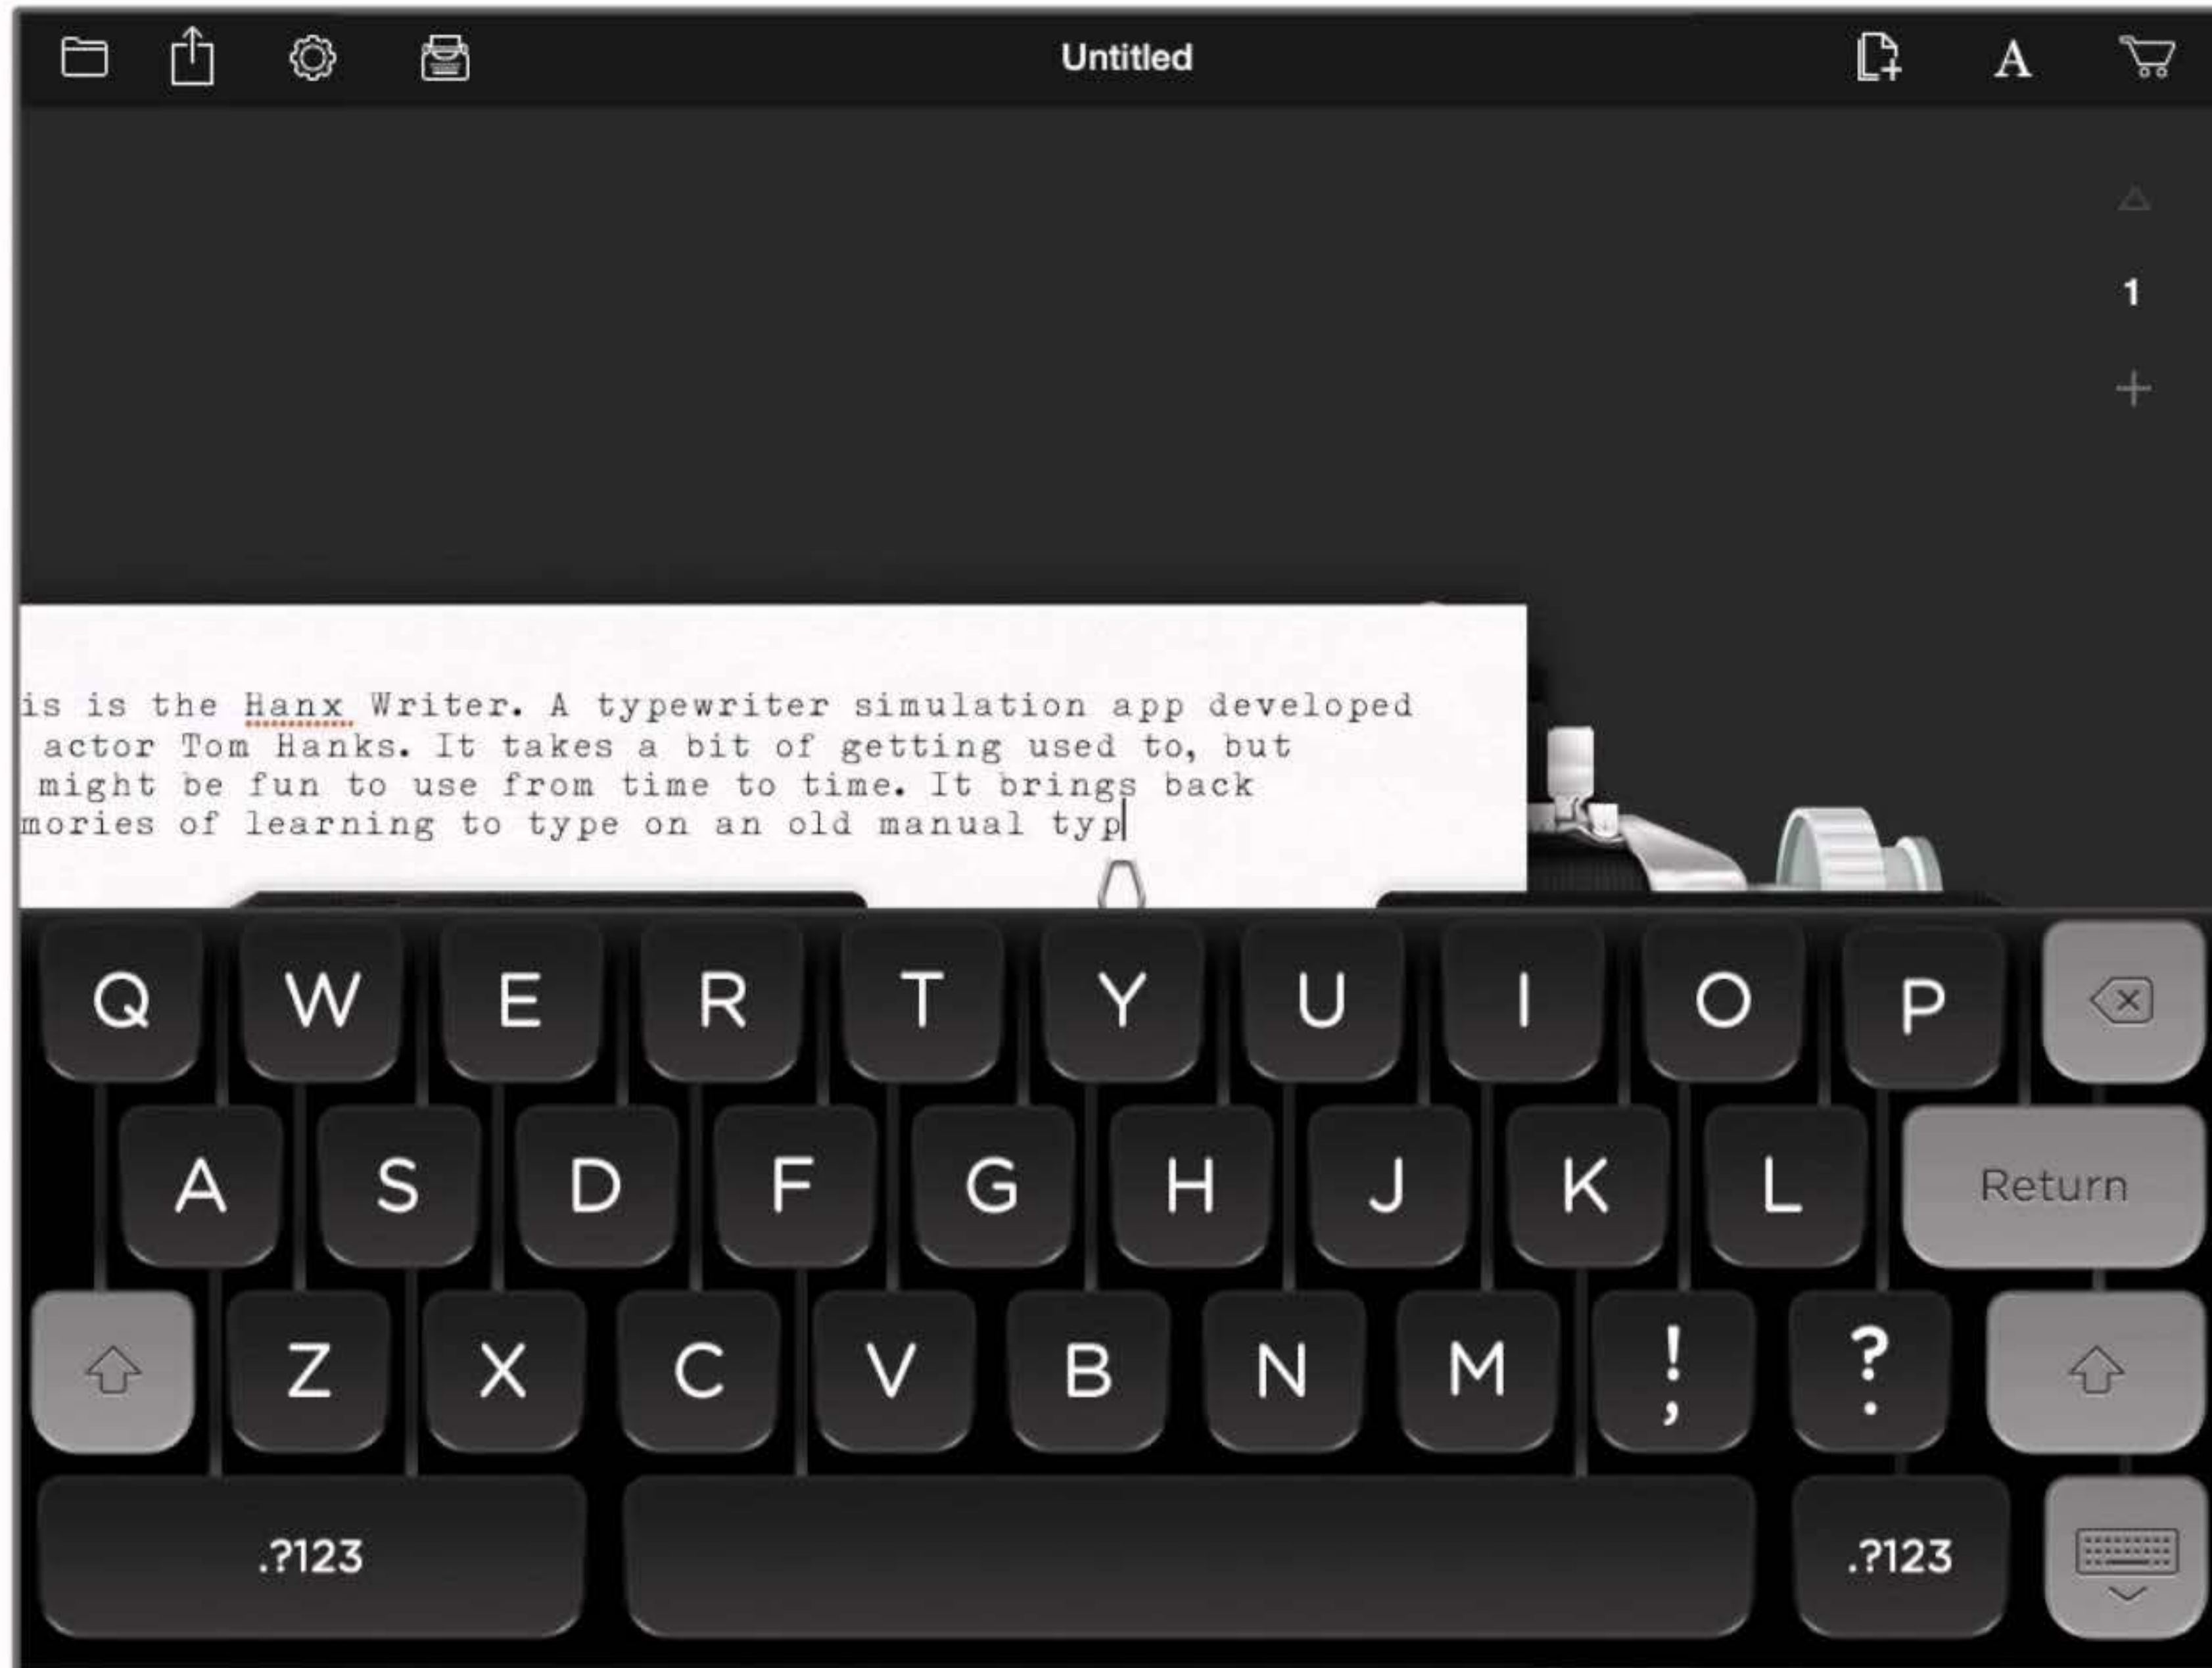 Untitled
A
1
is is the Hanx Writer. A typewriter simulation app developed
actor Tom Hanks. It takes a bit of getting used to, but
might be fun to use from time to time. It brings back
mories of learning to type on an old manual typ
Q W E R T Y U I O P
A S D F G H J K L Return
Z X C V B N M ! , ? .
.?123 .?123